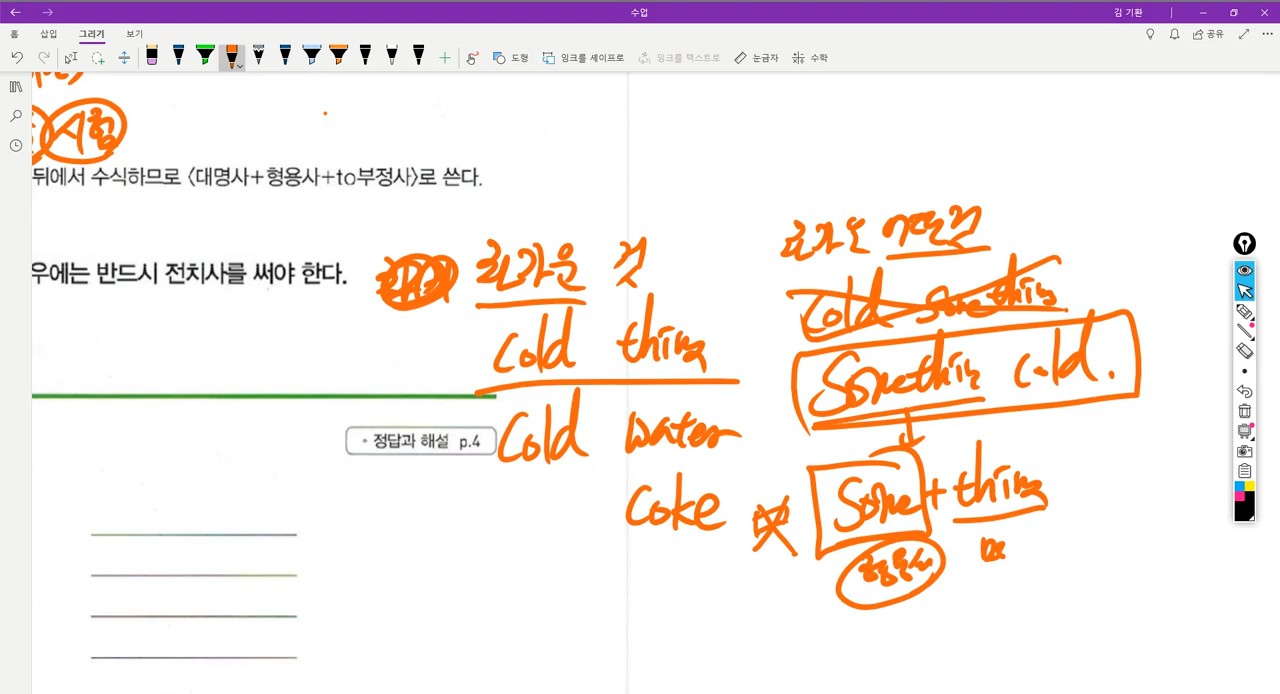 수업
김 기환
홈 삽입 그리기 보기
공유
도형 잉크를 셰이프로 잉크를 텍스트로 눈금자 수학
시험
뒤에서 수식하므로 〈대명사+형용사+to부정사〉로 쓴다.
우에는 반드시 전치사를 써야 한다.
차가운 것
cold thing
cold water
coke
차가운 어떤 것
cold something
Something cold.
Some + thing
형용사
정답과 해설 p.4